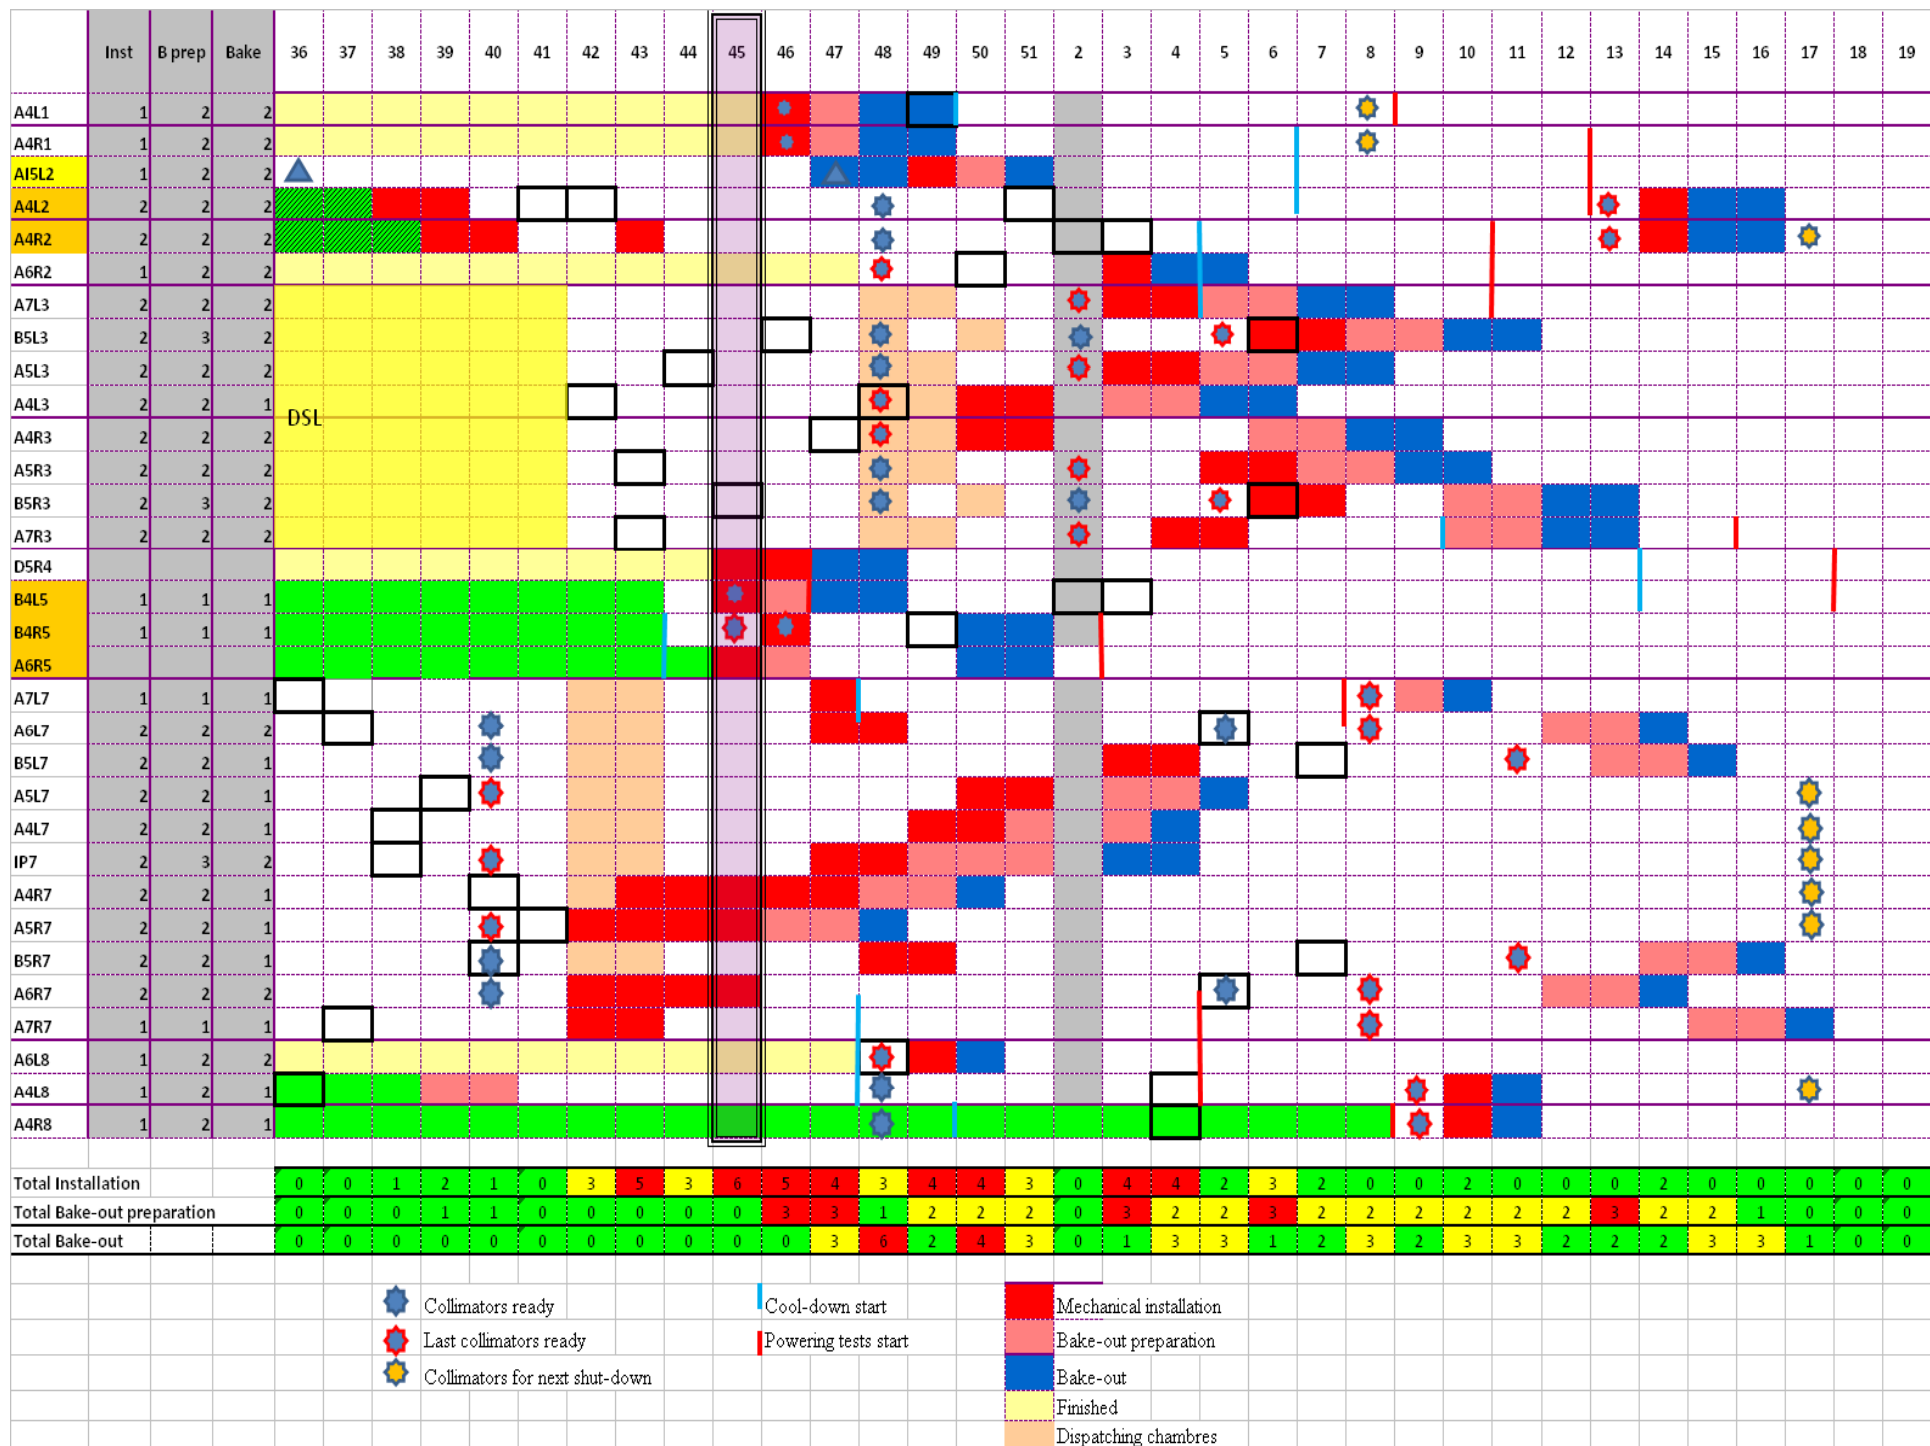 Inst B prep Bake 36 37 38 39 40 41 42 43 44 45 46 47 48 49 50 51 2 3 4 5 6 7 8 9 10 11 12 13 14 15 16 17 18 19
A4L1 1 2 2
A4R1 1 2 2
AI5L2 1 2 2
A4L2 2 2 2
A4R2 2 2 2
A6R2 1 2 2
A7L3 2 2 2
B5L3 2 3 2
A5L3 2 2 2
A4L3 2 2 1
DSL
A4R3 2 2 2
A5R3 2 2 2
B5R3 2 3 2
A7R3 2 2 2
D5R4
B4L5 1 1 1
B4R5 1 1 1
A6R5
A7L7 1 1 1
A6L7 2 2 2
B5L7 2 2 1
A5L7 2 2 1
A4L7 2 2 1
IP7 2 3 2
A4R7 2 2 1
A5R7 2 2 1
B5R7 2 2 1
A6R7 2 2 2
A7R7 1 1 1
A6L8 1 2 2
A4L8 1 2 1
A4R8 1 2 1
Total Installation 0 0 1 2 1 0 3 5 3 6 5 4 3 4 4 3 0 4 4 2 3 2 0 0 2 0 0 0 2 0 0 0 0 0
Total Bake-out preparation 0 0 0 1 1 0 0 0 0 0 3 3 1 2 2 2 0 3 2 2 3 2 2 2 2 2 2 3 2 2 1 0 0 0
Total Bake-out 0 0 0 0 0 0 0 0 0 0 0 3 6 2 4 3 0 1 3 3 1 2 3 2 3 3 2 2 2 3 3 1 0 0
Collimators ready Cool-down start Mechanical installation
Last collimators ready Powering tests start Bake-out preparation
Collimators for next shut-down Bake-out
Finished
Dispatching chambres